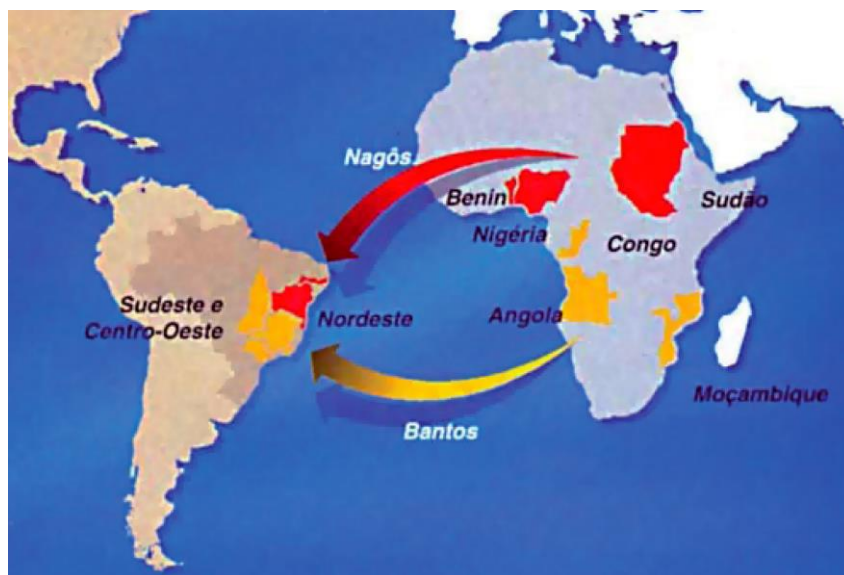 Nagôs
Benin
Sudão
Nigéria
Congo
Sudeste e
Centro-Oeste
Nordeste
Angola
Moçambique
Bantos